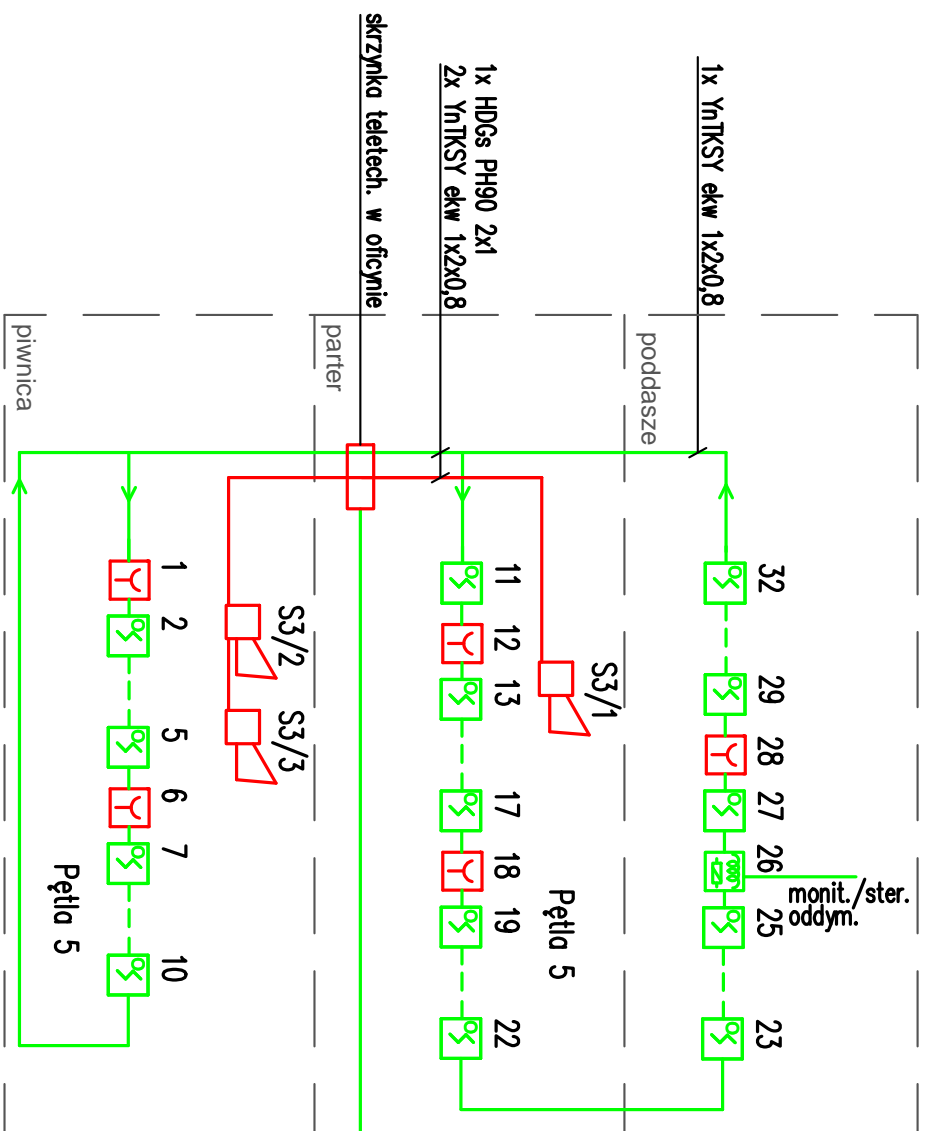 1x YnTKSY ekw 1x2x0,8
poddasze
32
29
28
27
26
25
23
monit./ster.
oddym.
1x HDGs PH90 2x1
2x YnTKSY ekw 1x2x0,8
skrzynka teletech. w oficynie
parter
S3/1
11
12
13
17
18
19
22
Pętla 5
piwnica
S3/2
S3/3
1
2
5
6
7
10
Pętla 5